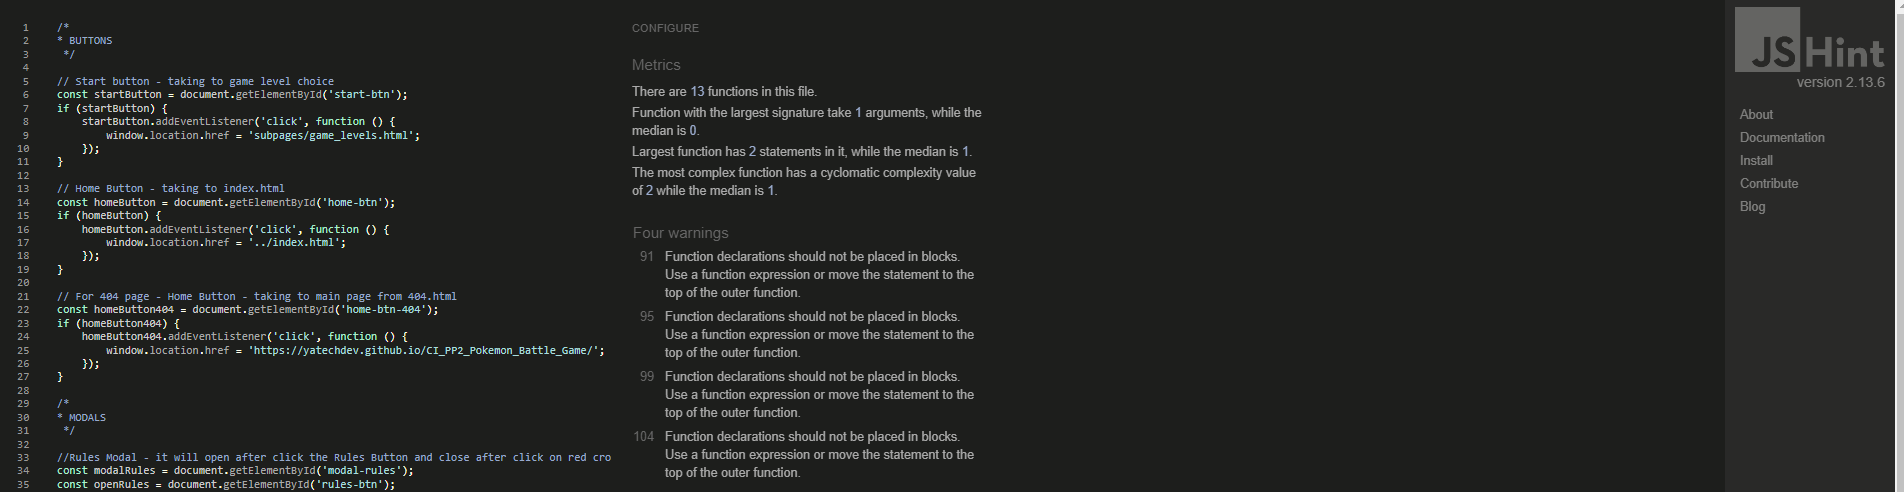 1 /*
2 * BUTTONS
3 */
4
5 // Start button - taking to game level choice
6 const startButton = document.getElementById('start-btn');
7 if (startButton) {
8 startButton.addEventListener('click', function () {
9 window.location.href = 'subpages/game_levels.html';
10 });
11 }
12
13 // Home Button - taking to index.html
14 const homeButton = document.getElementById('home-btn');
15 if (homeButton) {
16 homeButton.addEventListener('click', function () {
17 window.location.href = '../index.html';
18 });
19 }
20
21 // For 404 page - Home Button - taking to main page from 404.html
22 const homeButton404 = document.getElementById('home-btn-404');
23 if (homeButton404) {
24 homeButton404.addEventListener('click', function () {
25 window.location.href = 'https://yatechdev.github.io/CI_PP2_Pokemon_Battle_Game/';
26 });
27 }
28
29 /*
30 * MODALS
31 */
32
33 //Rules Modal - it will open after click the Rules Button and close after click on red cro
34 const modalRules = document.getElementById('modal-rules');
35 const openRules = document.getElementById('rules-btn');
CONFIGURE
Metrics
There are 13 functions in this file.
Function with the largest signature take 1 arguments, while the
median is 0.
Largest function has 2 statements in it, while the median is 1.
The most complex function has a cyclomatic complexity value
of 2 while the median is 1.
Four warnings
91 Function declarations should not be placed in blocks.
Use a function expression or move the statement to the
top of the outer function.
95 Function declarations should not be placed in blocks.
Use a function expression or move the statement to the
top of the outer function.
99 Function declarations should not be placed in blocks.
Use a function expression or move the statement to the
top of the outer function.
104 Function declarations should not be placed in blocks.
Use a function expression or move the statement to the
top of the outer function.
JSHint
version 2.13.6
About
Documentation
Install
Contribute
Blog